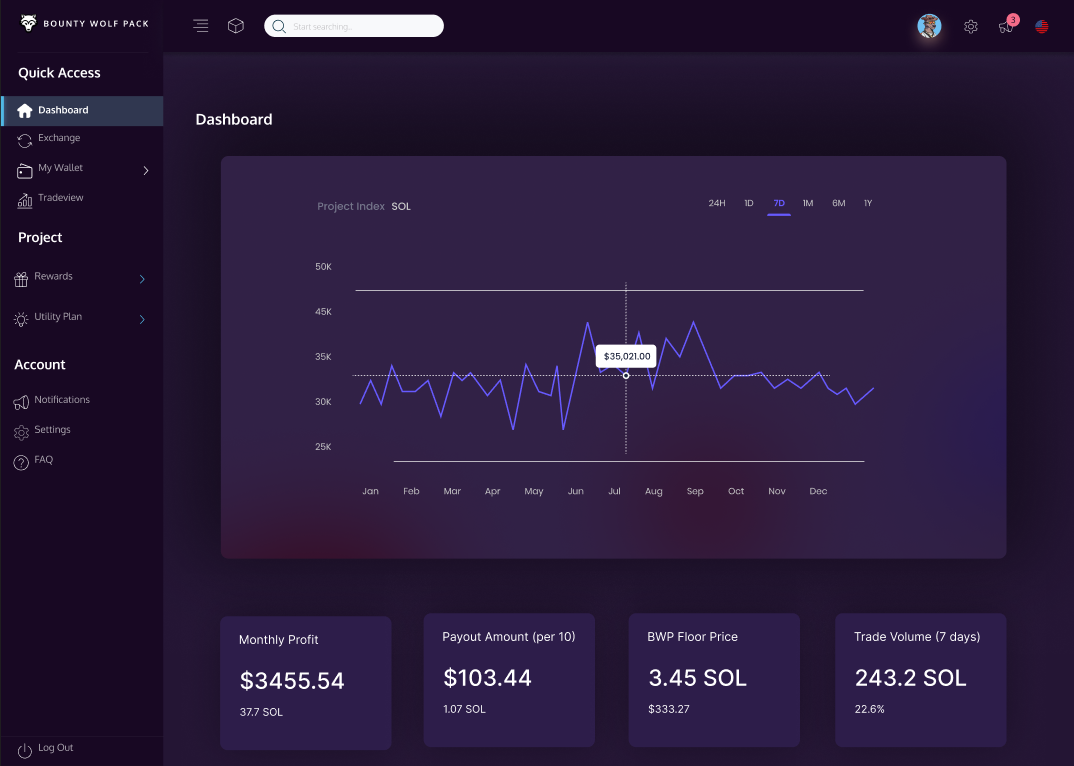 BOUNTY WOLF PACK
Start searching...
3
Quick Access
Dashboard
Exchange
My Wallet
Tradeview
Project
Rewards
Utility Plan
Account
Notifications
Settings
FAQ
Log Out
Dashboard
Project Index SOL
24H 1D 7D 1M 6M 1Y
50K
45K
35K
30K
25K
$35,021.00
Jan Feb Mar Apr May Jun Jul Aug Sep Oct Nov Dec
Monthly Profit
$3455.54
37.7 SOL
Payout Amount (per 10)
$103.44
1.07 SOL
BWP Floor Price
3.45 SOL
$333.27
Trade Volume (7 days)
243.2 SOL
22.6%